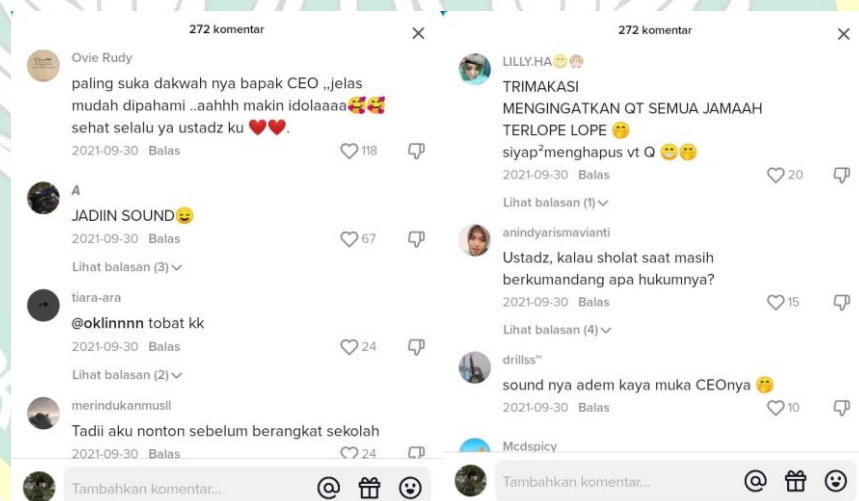 272 komentar
Ovie Rudy
paling suka dakwah nya bapak CEO ,,jelas
mudah dipahami ..aahhh makin idolaaaa🥰🥰
sehat selalu ya ustadz ku ❤️❤️.
2021-09-30 Balas 118
A
JADIIN SOUND😌
2021-09-30 Balas 67
Lihat balasan (3)
tiara-ara
@oklinnnn tobat kk
2021-09-30 Balas 24
Lihat balasan (2)
merindukanmusll
Tadii aku nonton sebelum berangkat sekolah
2021-09-30 Balas 24
Tambahkan komentar...
272 komentar
LILLY.HA😁🙊
TRIMAKASI
MENGINGATKAN QT SEMUA JAMAAH
TERLOPE LOPE 🤭
siyap²menghapus vt Q 😁🤭
2021-09-30 Balas 20
Lihat balasan (1)
anindyarismavianti
Ustadz, kalau sholat saat masih
berkumandang apa hukumnya?
2021-09-30 Balas 15
Lihat balasan (4)
drillss~
sound nya adem kaya muka CEOnya 🤭
2021-09-30 Balas 10
Mcdspicy
Tambahkan komentar...